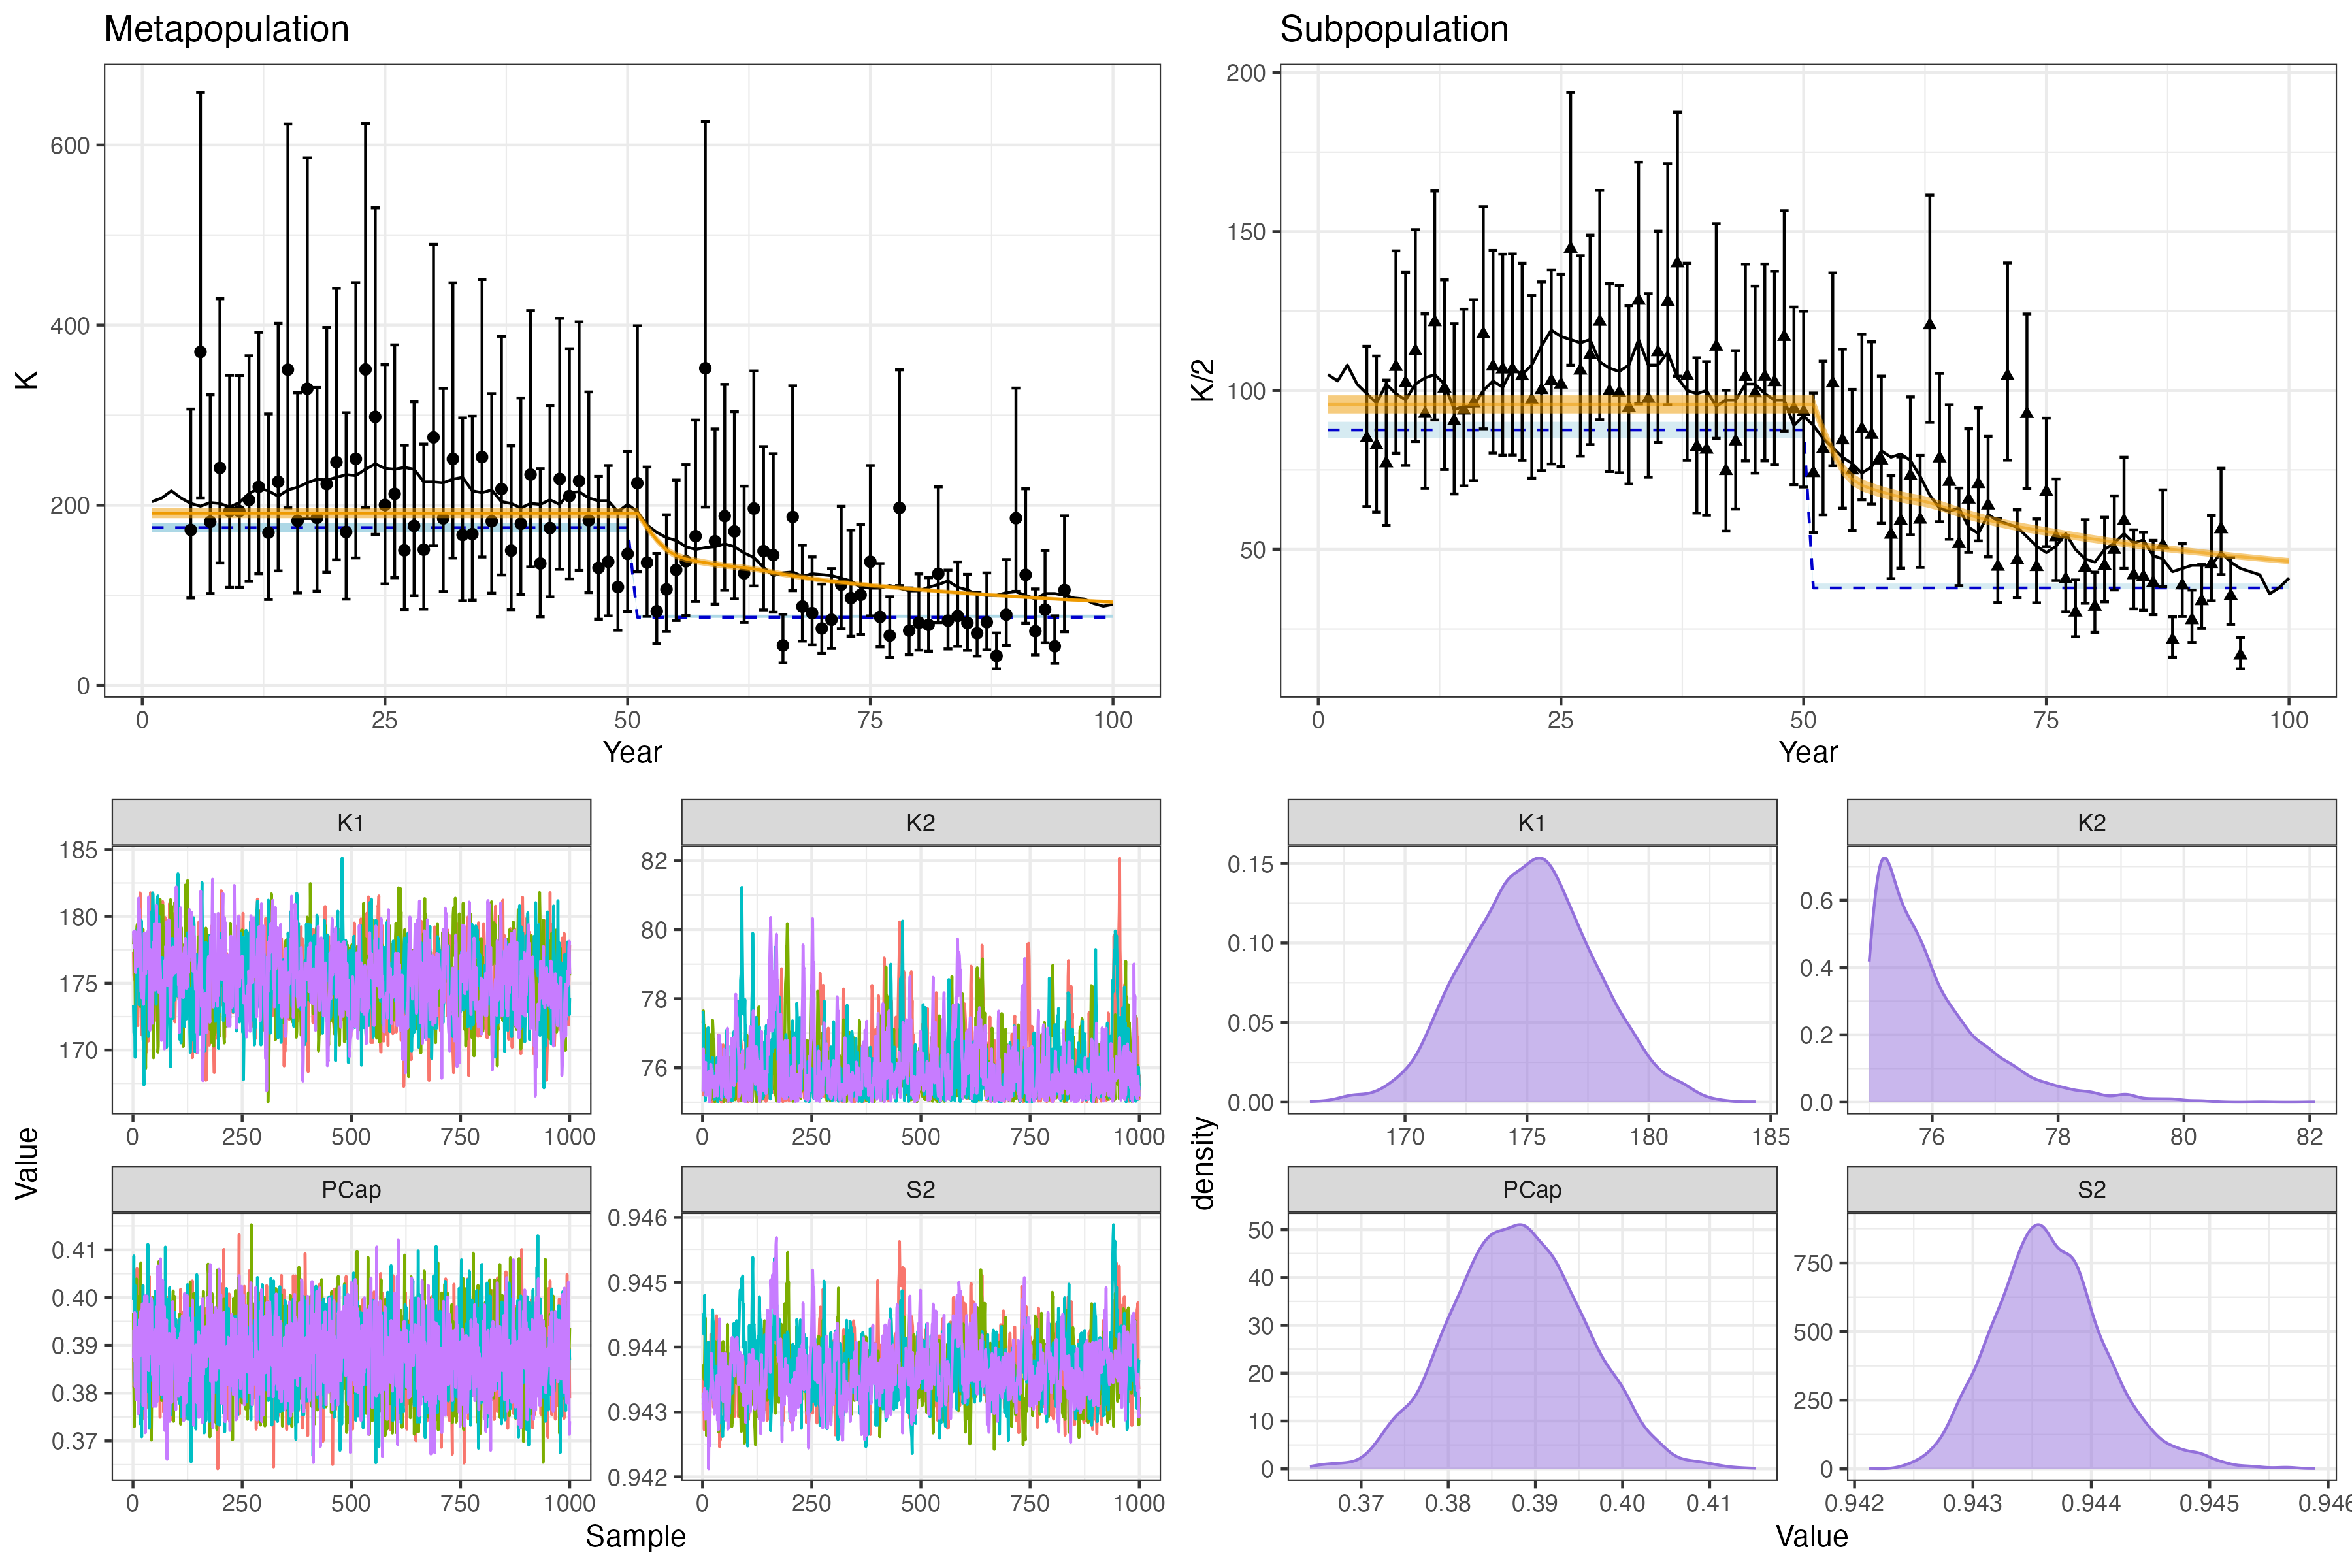 Metapopulation
Subpopulation
600
400
200
0
K
0 25 50 75 100
Year
200
150
100
50
K/2
0 25 50 75 100
Year
K1
K2
185
180
175
170
82
80
78
76
0 250 500 750 1000
0 250 500 750 1000
PCap
S2
0.41
0.40
0.39
0.38
0.37
0.946
0.945
0.944
0.943
0.942
0 250 500 750 1000
0 250 500 750 1000
Value
Sample
K1
K2
0.15
0.10
0.05
0.00
0.6
0.4
0.2
0.0
170 175 180 185
76 78 80 82
PCap
S2
50
40
30
20
10
0
750
500
250
0
0.37 0.38 0.39 0.40 0.41
0.942 0.943 0.944 0.945 0.946
density
Value